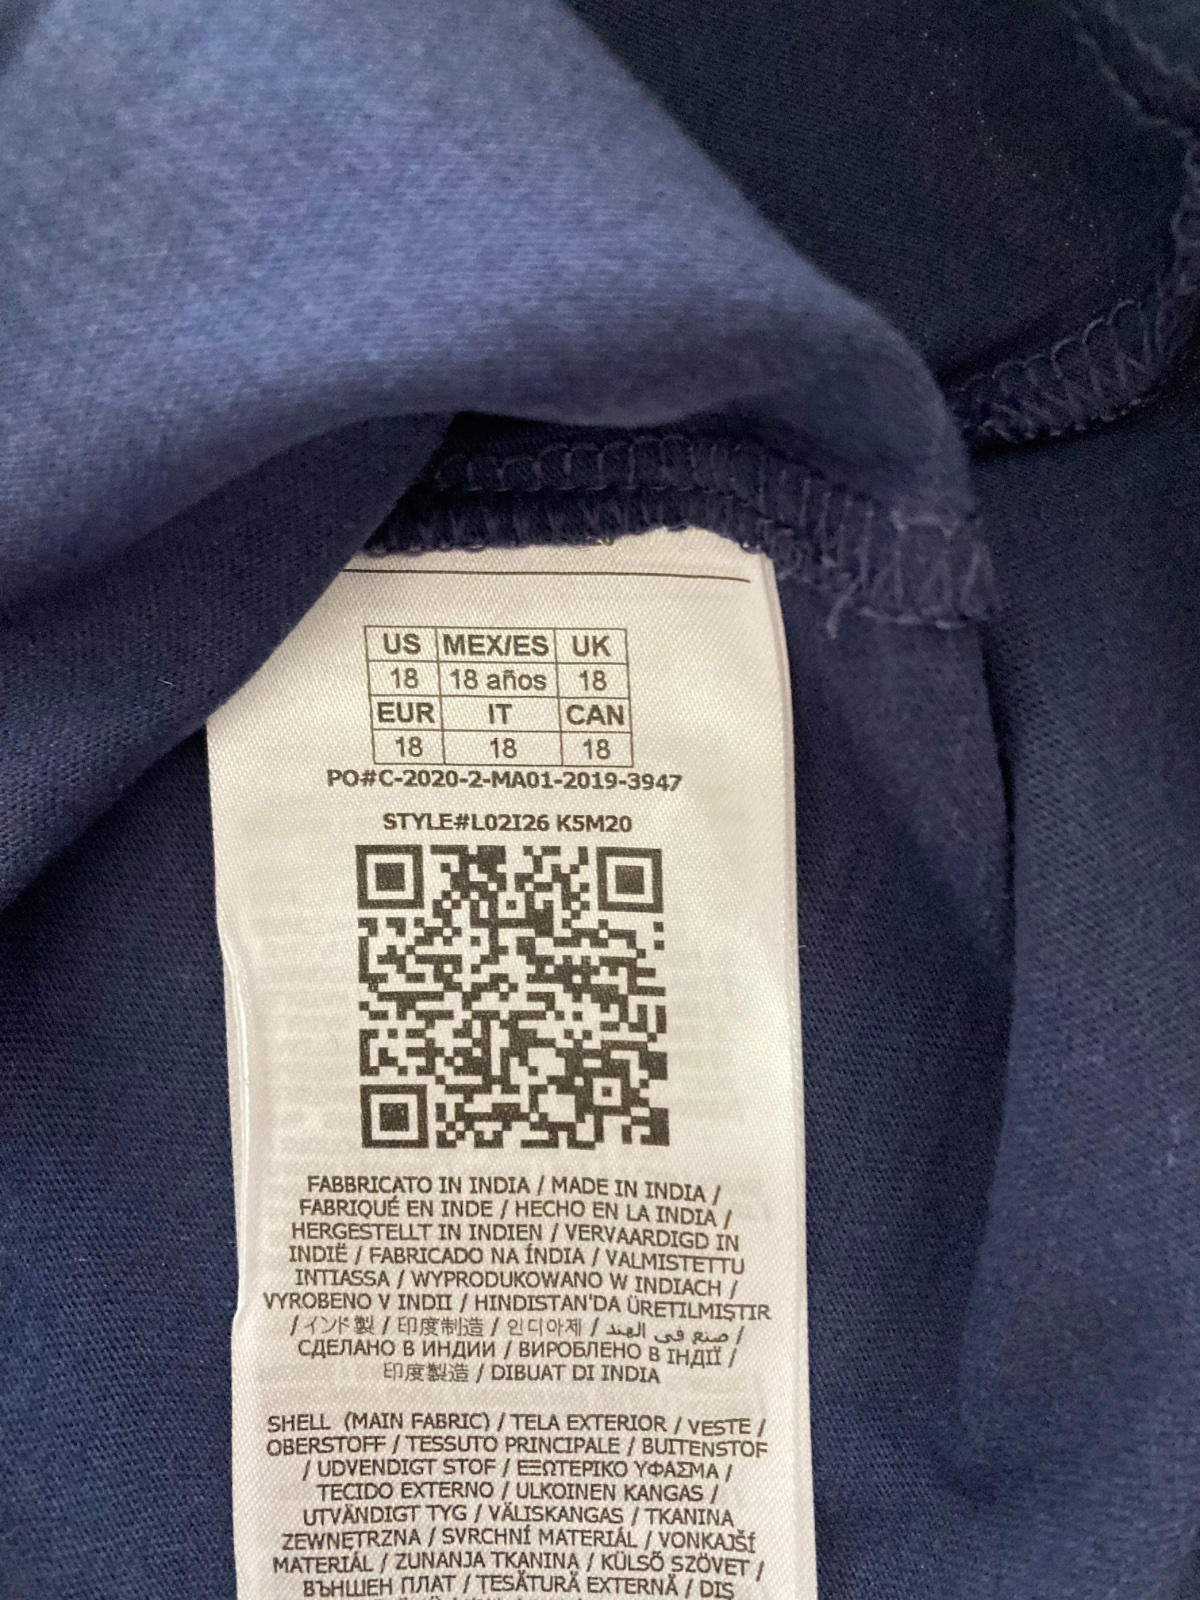 US MEX/ES UK
18 18 años 18
EUR IT CAN
18 18 18
PO#C-2020-2-MA01-2019-3947
STYLE#L02I26 K5M20
FABBRICATO IN INDIA / MADE IN INDIA /
FABRIQUÉ EN INDE / HECHO EN LA INDIA /
HERGESTELLT IN INDIEN / VERVAARDIGD IN
INDIË / FABRICADO NA ÍNDIA / VALMISTETTU
INTIASSA / WYPRODUKOWANO W INDIACH /
VYROBENO V INDII / HINDISTAN'DA ÜRETILMIŞTIR
/ インド製 / 印度制造 / 인디아제 / صنع في الهند /
СДЕЛАНО В ИНДИИ / ВИРОБЛЕНО В ІНДІЇ /
印度製造 / DIBUAT DI INDIA
SHELL (MAIN FABRIC) / TELA EXTERIOR / VESTE /
OBERSTOFF / TESSUTO PRINCIPALE / BUITENSTOF
/ UDVENDIGT STOF / ΕΞΩΤΕΡΙΚΟ ΥΦΑΣΜΑ /
TECIDO EXTERNO / ULKOINEN KANGAS /
UTVÄNDIGT TYG / VÄLISKANGAS / TKANINA
ZEWNĘTRZNA / SVRCHNÍ MATERIÁL / VONKAJŠÍ
MATERIÁL / ZUNANJA TKANINA / KÜLSŐ SZÖVET /
ВЪНШЕН ПЛАТ / TESĂTURĂ EXTERNĂ / DIŞ